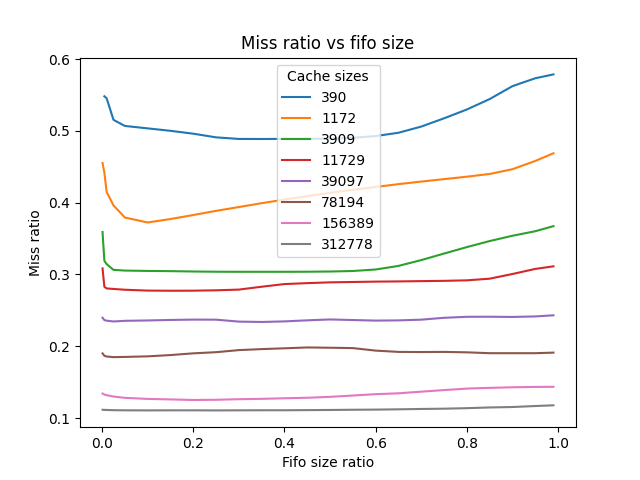 Miss ratio vs fifo size
0.6
0.5
0.4
0.3
0.2
0.1
Miss ratio
Cache sizes
390
1172
3909
11729
39097
78194
156389
312778
0.0 0.2 0.4 0.6 0.8 1.0
Fifo size ratio